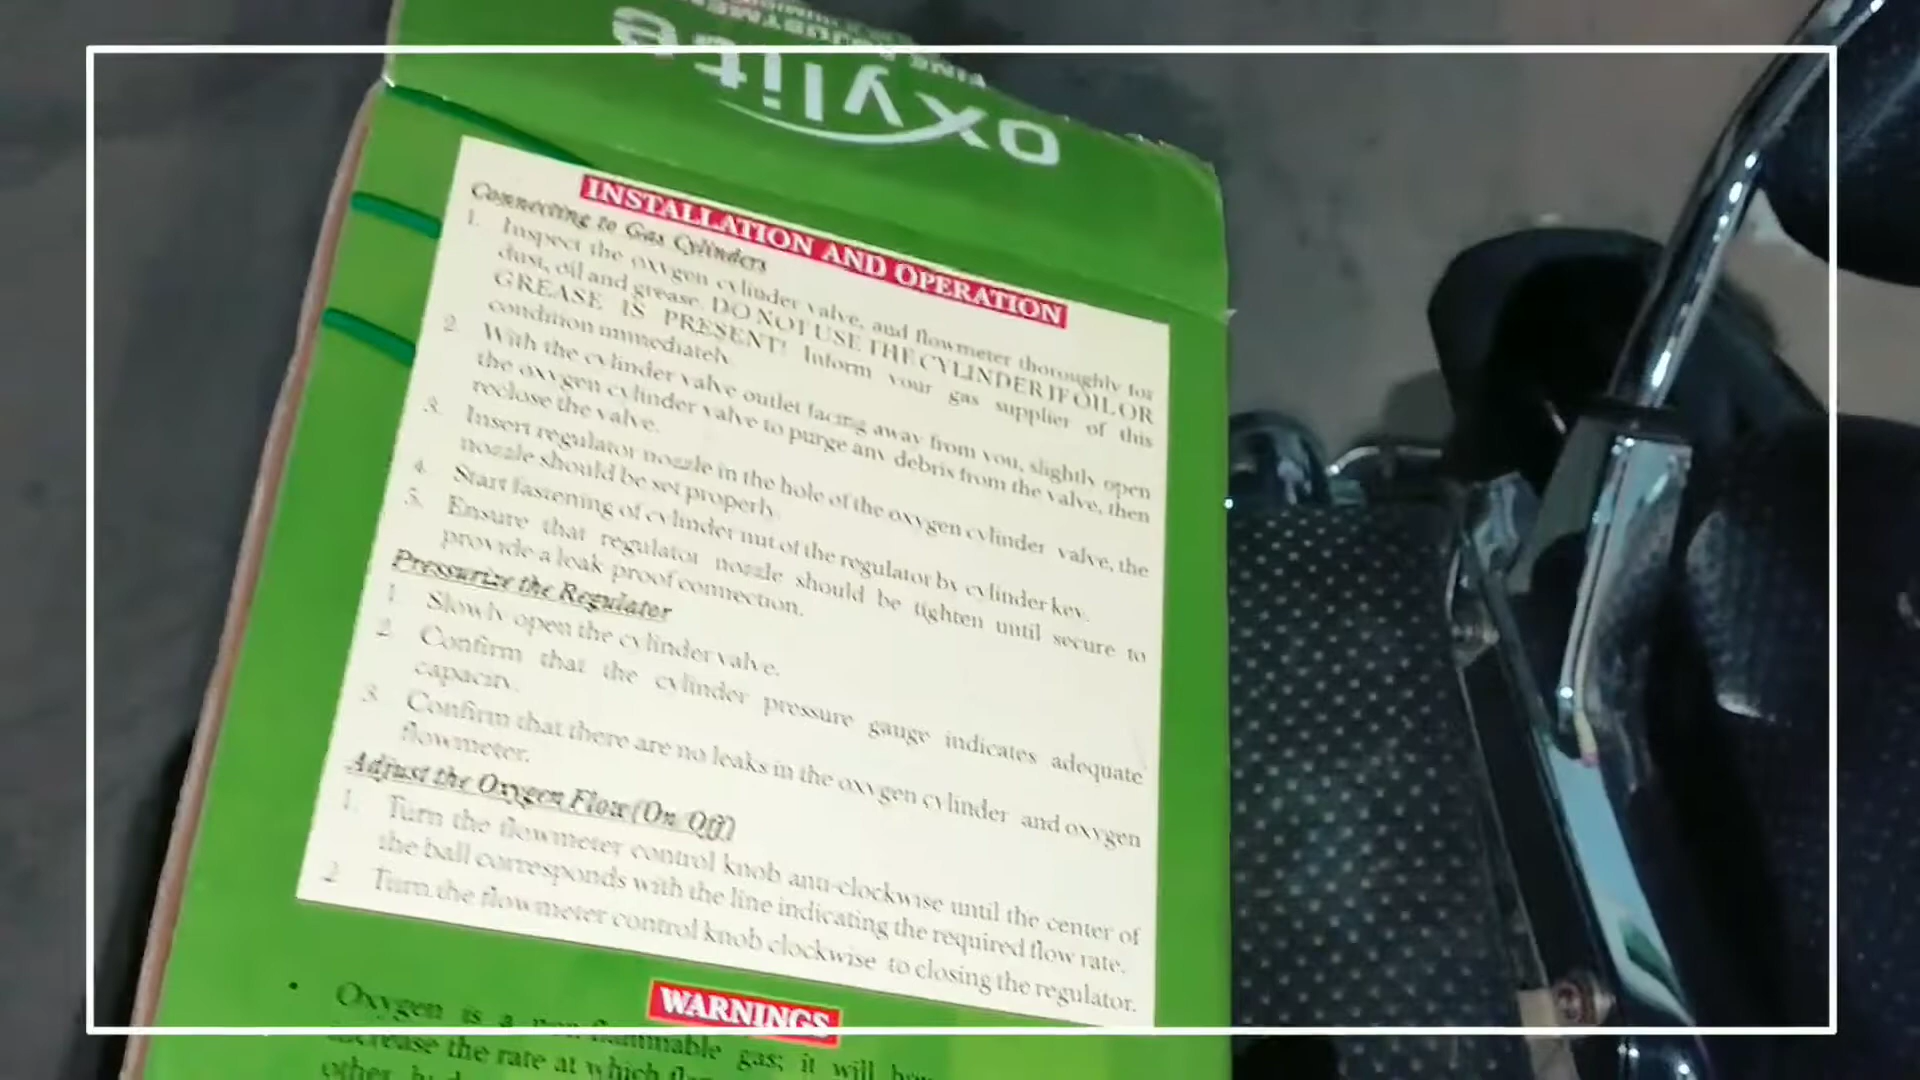 oxylite
INSTALLATION AND OPERATION
Connecting to Gas Cylinders
1. Inspect the oxygen cylinder valve, and flowmeter thoroughly for
dust, oil and grease. DO NOT USE THE CYLINDER IF OIL OR
GREASE IS PRESENT! Inform your gas supplier of this
condition immediately.
2. With the cylinder valve outlet facing away from you, slightly open
the oxygen cylinder valve to purge any debris from the valve, then
reclose the valve.
3. Insert regulator nozzle in the hole of the oxygen cylinder valve, the
nozzle should be set properly.
4. Start fastening of cylinder nut of the regulator by cylinder key.
5. Ensure that regulator nozzle should be tighten until secure to
provide a leak proof connection.
Pressurize the Regulator
1. Slowly open the cylinder valve.
2. Confirm that the cylinder pressure gauge indicates adequate
capacity.
3. Confirm that there are no leaks in the oxygen cylinder and oxygen
flowmeter.
Adjust the Oxygen Flow (On Off)
1. Turn the flowmeter control knob anti-clockwise until the center of
the ball corresponds with the line indicating the required flow rate.
2. Turn the flowmeter control knob clockwise to closing the regulator.
WARNINGS
• Oxygen is a non-flammable gas; it will
increase the rate at which
other